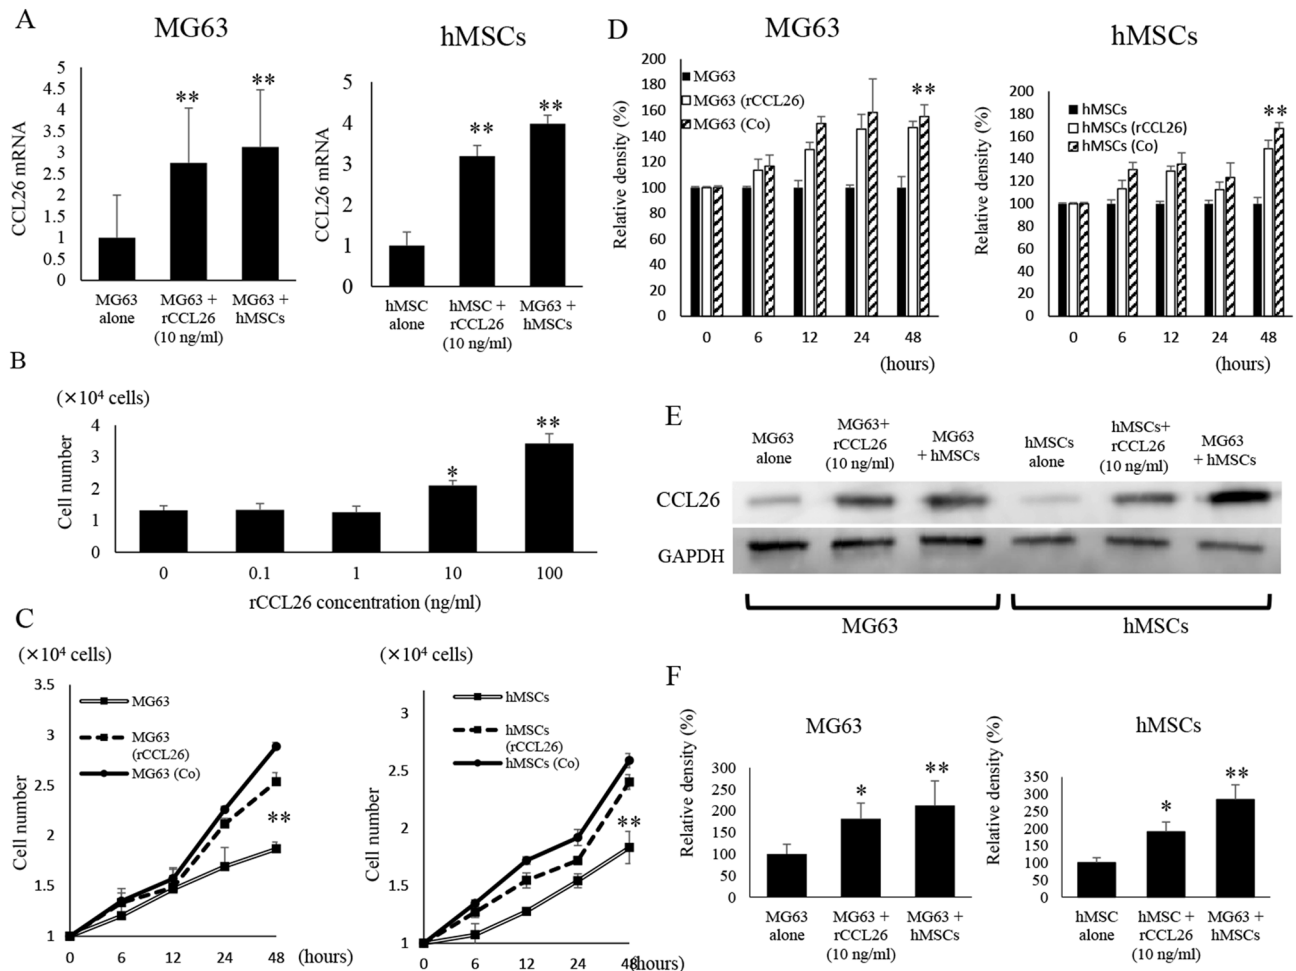 A
MG63
hMSCs
CCL26 mRNA
5
4.5
4
3.5
3
2.5
2
1.5
1
0.5
0
**
**
MG63
alone
MG63 +
rCCL26
(10 ng/ml)
MG63 +
hMSCs
CCL26 mRNA
5
4
3
2
1
0
**
**
hMSC
alone
hMSC +
rCCL26
(10 ng/ml)
MG63 +
hMSCs
B
(×10⁴ cells)
Cell number
4
3
2
1
0
*
**
0 0.1 1 10 100
rCCL26 concentration (ng/ml)
C
(×10⁴ cells)
Cell number
3.5
3
2.5
2
1.5
1
MG63
MG63
(rCCL26)
MG63 (Co)
**
0 6 12 24 48 (hours)
(×10⁴ cells)
Cell number
3
2.5
2
1.5
1
hMSCs
hMSCs
(rCCL26)
hMSCs (Co)
**
0 6 12 24 48 (hours)
D
MG63
Relative density (%)
200
180
160
140
120
100
80
60
40
20
0
MG63
MG63 (rCCL26)
MG63 (Co)
**
0 6 12 24 48
(hours)
hMSCs
Relative density (%)
200
180
160
140
120
100
80
60
40
20
0
hMSCs
hMSCs (rCCL26)
hMSCs (Co)
**
0 6 12 24 48
(hours)
E
MG63
alone
MG63+
rCCL26
(10 ng/ml)
MG63
+ hMSCs
hMSCs
alone
hMSCs+
rCCL26
(10 ng/ml)
MG63
+ hMSCs
CCL26
GAPDH
MG63
hMSCs
F
MG63
Relative density (%)
300
250
200
150
100
50
0
*
**
MG63
alone
MG63 +
rCCL26
(10 ng/ml)
MG63 +
hMSCs
hMSCs
Relative density (%)
350
300
250
200
150
100
50
0
*
**
hMSC
alone
hMSC +
rCCL26
(10 ng/ml)
MG63 +
hMSCs